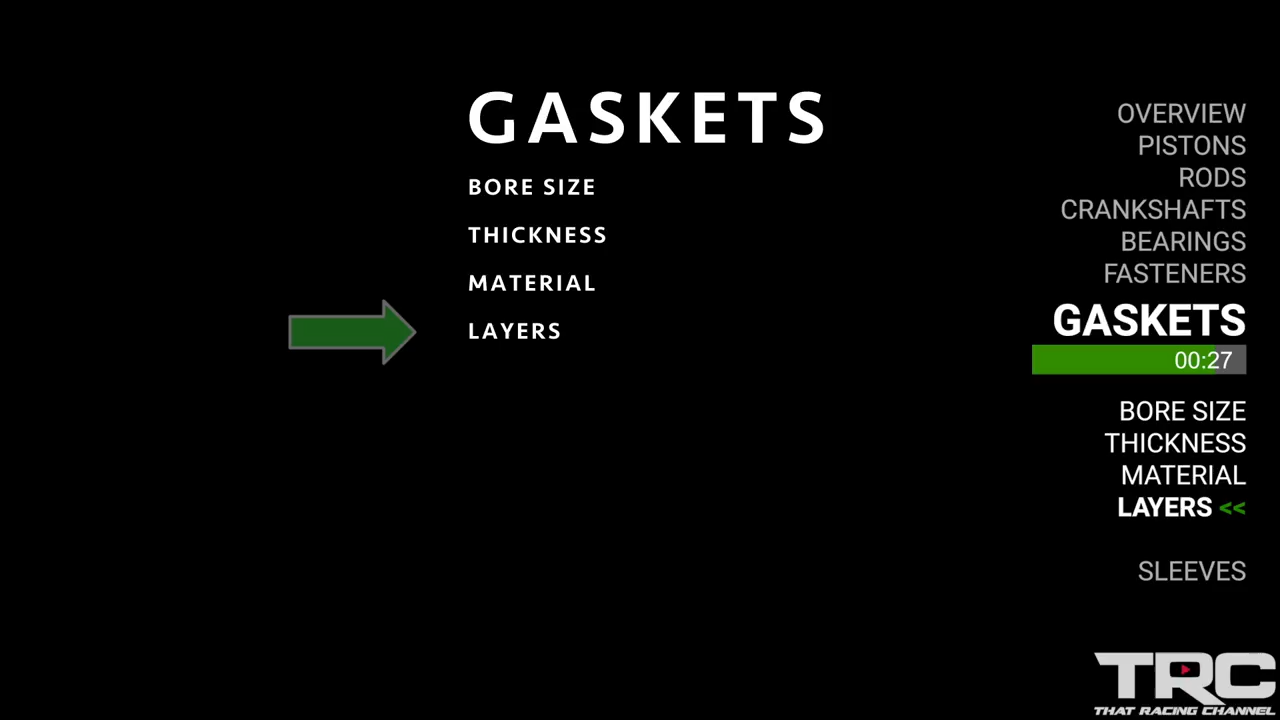 GASKETS
BORE SIZE
THICKNESS
MATERIAL
LAYERS
OVERVIEW
PISTONS
RODS
CRANKSHAFTS
BEARINGS
FASTENERS
GASKETS
00:27
BORE SIZE
THICKNESS
MATERIAL
LAYERS <<
SLEEVES
TRC
THAT RACING CHANNEL